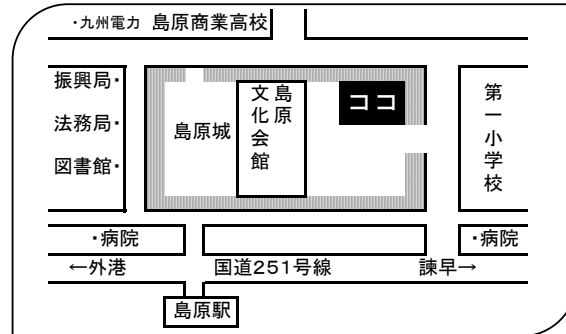 ・九州電力 島原商業高校
振興局・
法務局・
図書館・
島原城
島原
文化会館
ココ
第一小学校
・病院
・病院
←外港
国道251号線
諫早→
島原駅